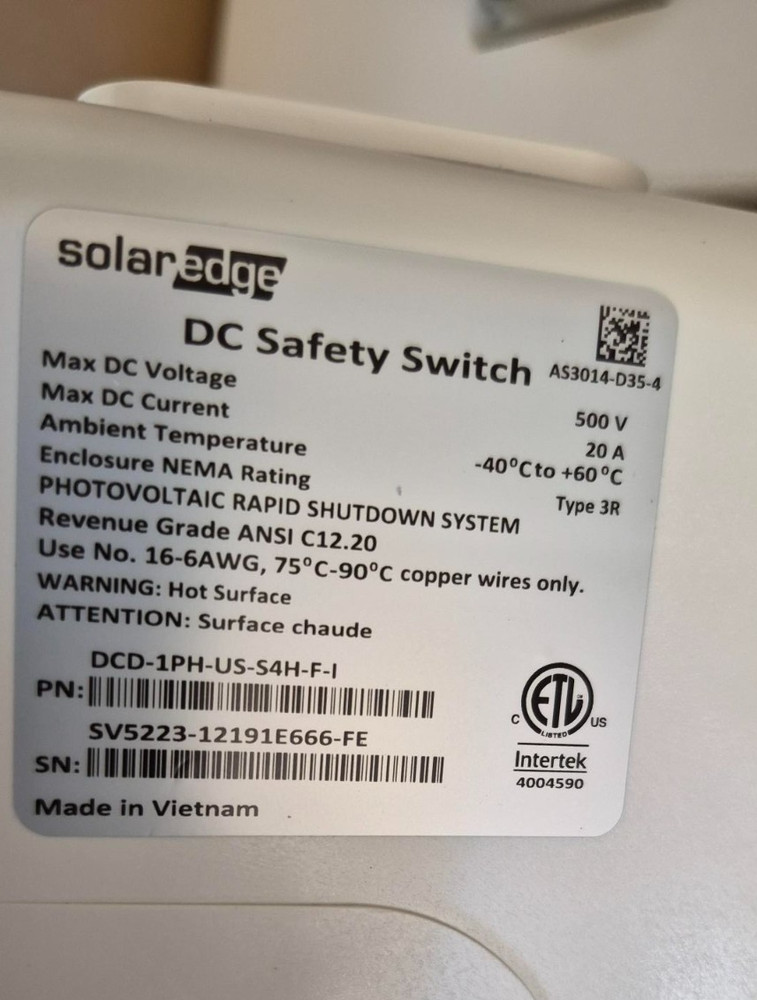 solaredge
DC Safety Switch
AS3014-D35-4
Max DC Voltage 500 V
Max DC Current 20 A
Ambient Temperature -40°C to +60°C
Enclosure NEMA Rating Type 3R
PHOTOVOLTAIC RAPID SHUTDOWN SYSTEM
Revenue Grade ANSI C12.20
Use No. 16-6AWG, 75°C-90°C copper wires only.
WARNING: Hot Surface
ATTENTION: Surface chaude
DCD-1PH-US-S4H-F-I
PN:
SV5223-12191E666-FE
SN:
Made in Vietnam
C ETL US
LISTED
Intertek
4004590